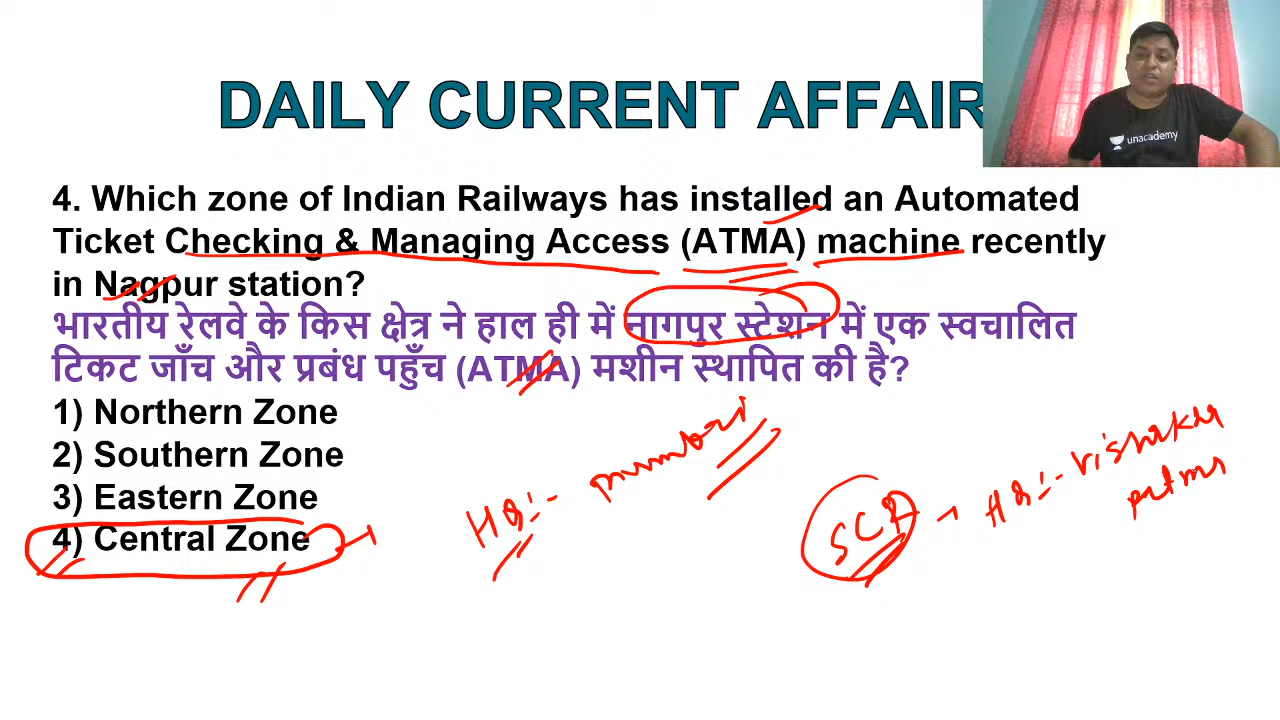 DAILY CURRENT AFFAIR
unacademy
4. Which zone of Indian Railways has installed an Automated
Ticket Checking & Managing Access (ATMA) machine recently
in Nagpur station?
भारतीय रेलवे के किस क्षेत्र ने हाल ही में नागपुर स्टेशन में एक स्वचालित
टिकट जाँच और प्रबंध पहुँच (ATMA) मशीन स्थापित की है?
1) Northern Zone
2) Southern Zone
3) Eastern Zone
4) Central Zone
HQ:- mumbai
SCR → HQ:- vishakha
patnam